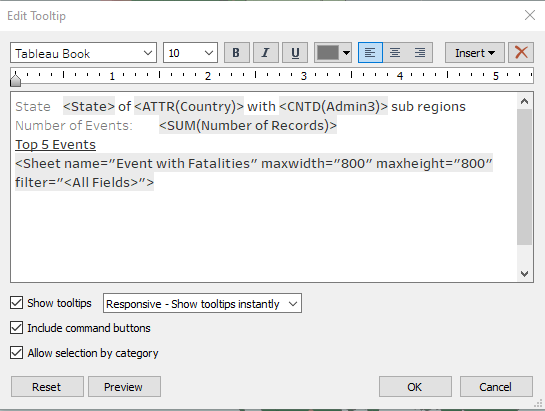 Edit Tooltip
Tableau Book 10 B I U Insert
1 2 3 4 5
State <State> of <ATTR(Country)> with <CNTD(Admin3)> sub regions
Number of Events: <SUM(Number of Records)>
Top 5 Events
<Sheet name="Event with Fatalities" maxwidth="800" maxheight="800"
filter="<All Fields>">
Show tooltips Responsive - Show tooltips instantly
Include command buttons
Allow selection by category
Reset Preview OK Cancel